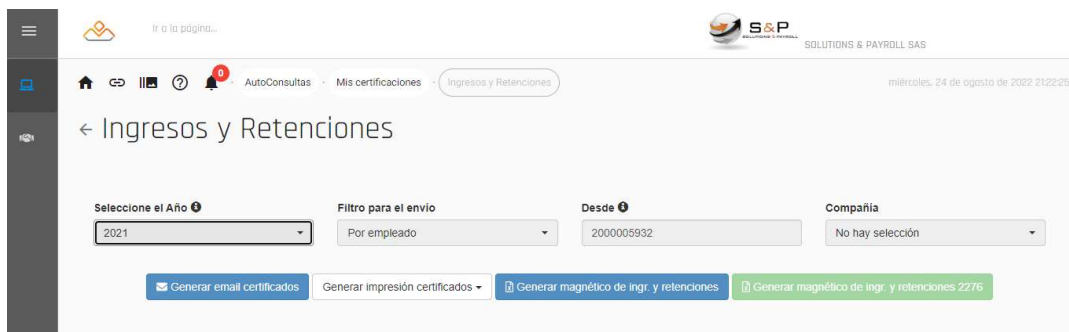 Ir a la página...
S&P
SOLUTIONS & PAYROLL SAS
0
AutoConsultas - Mis certificaciones - Ingresos y Retenciones
miércoles, 24 de agosto de 2022 21:22:25
← Ingresos y Retenciones
Seleccione el Año Filtro para el envío Desde Compañía
2021 Por empleado 2000005932 No hay selección
Generar email certificados Generar impresión certificados Generar magnético de ingr. y retenciones Generar magnético de ingr. y retenciones 2276